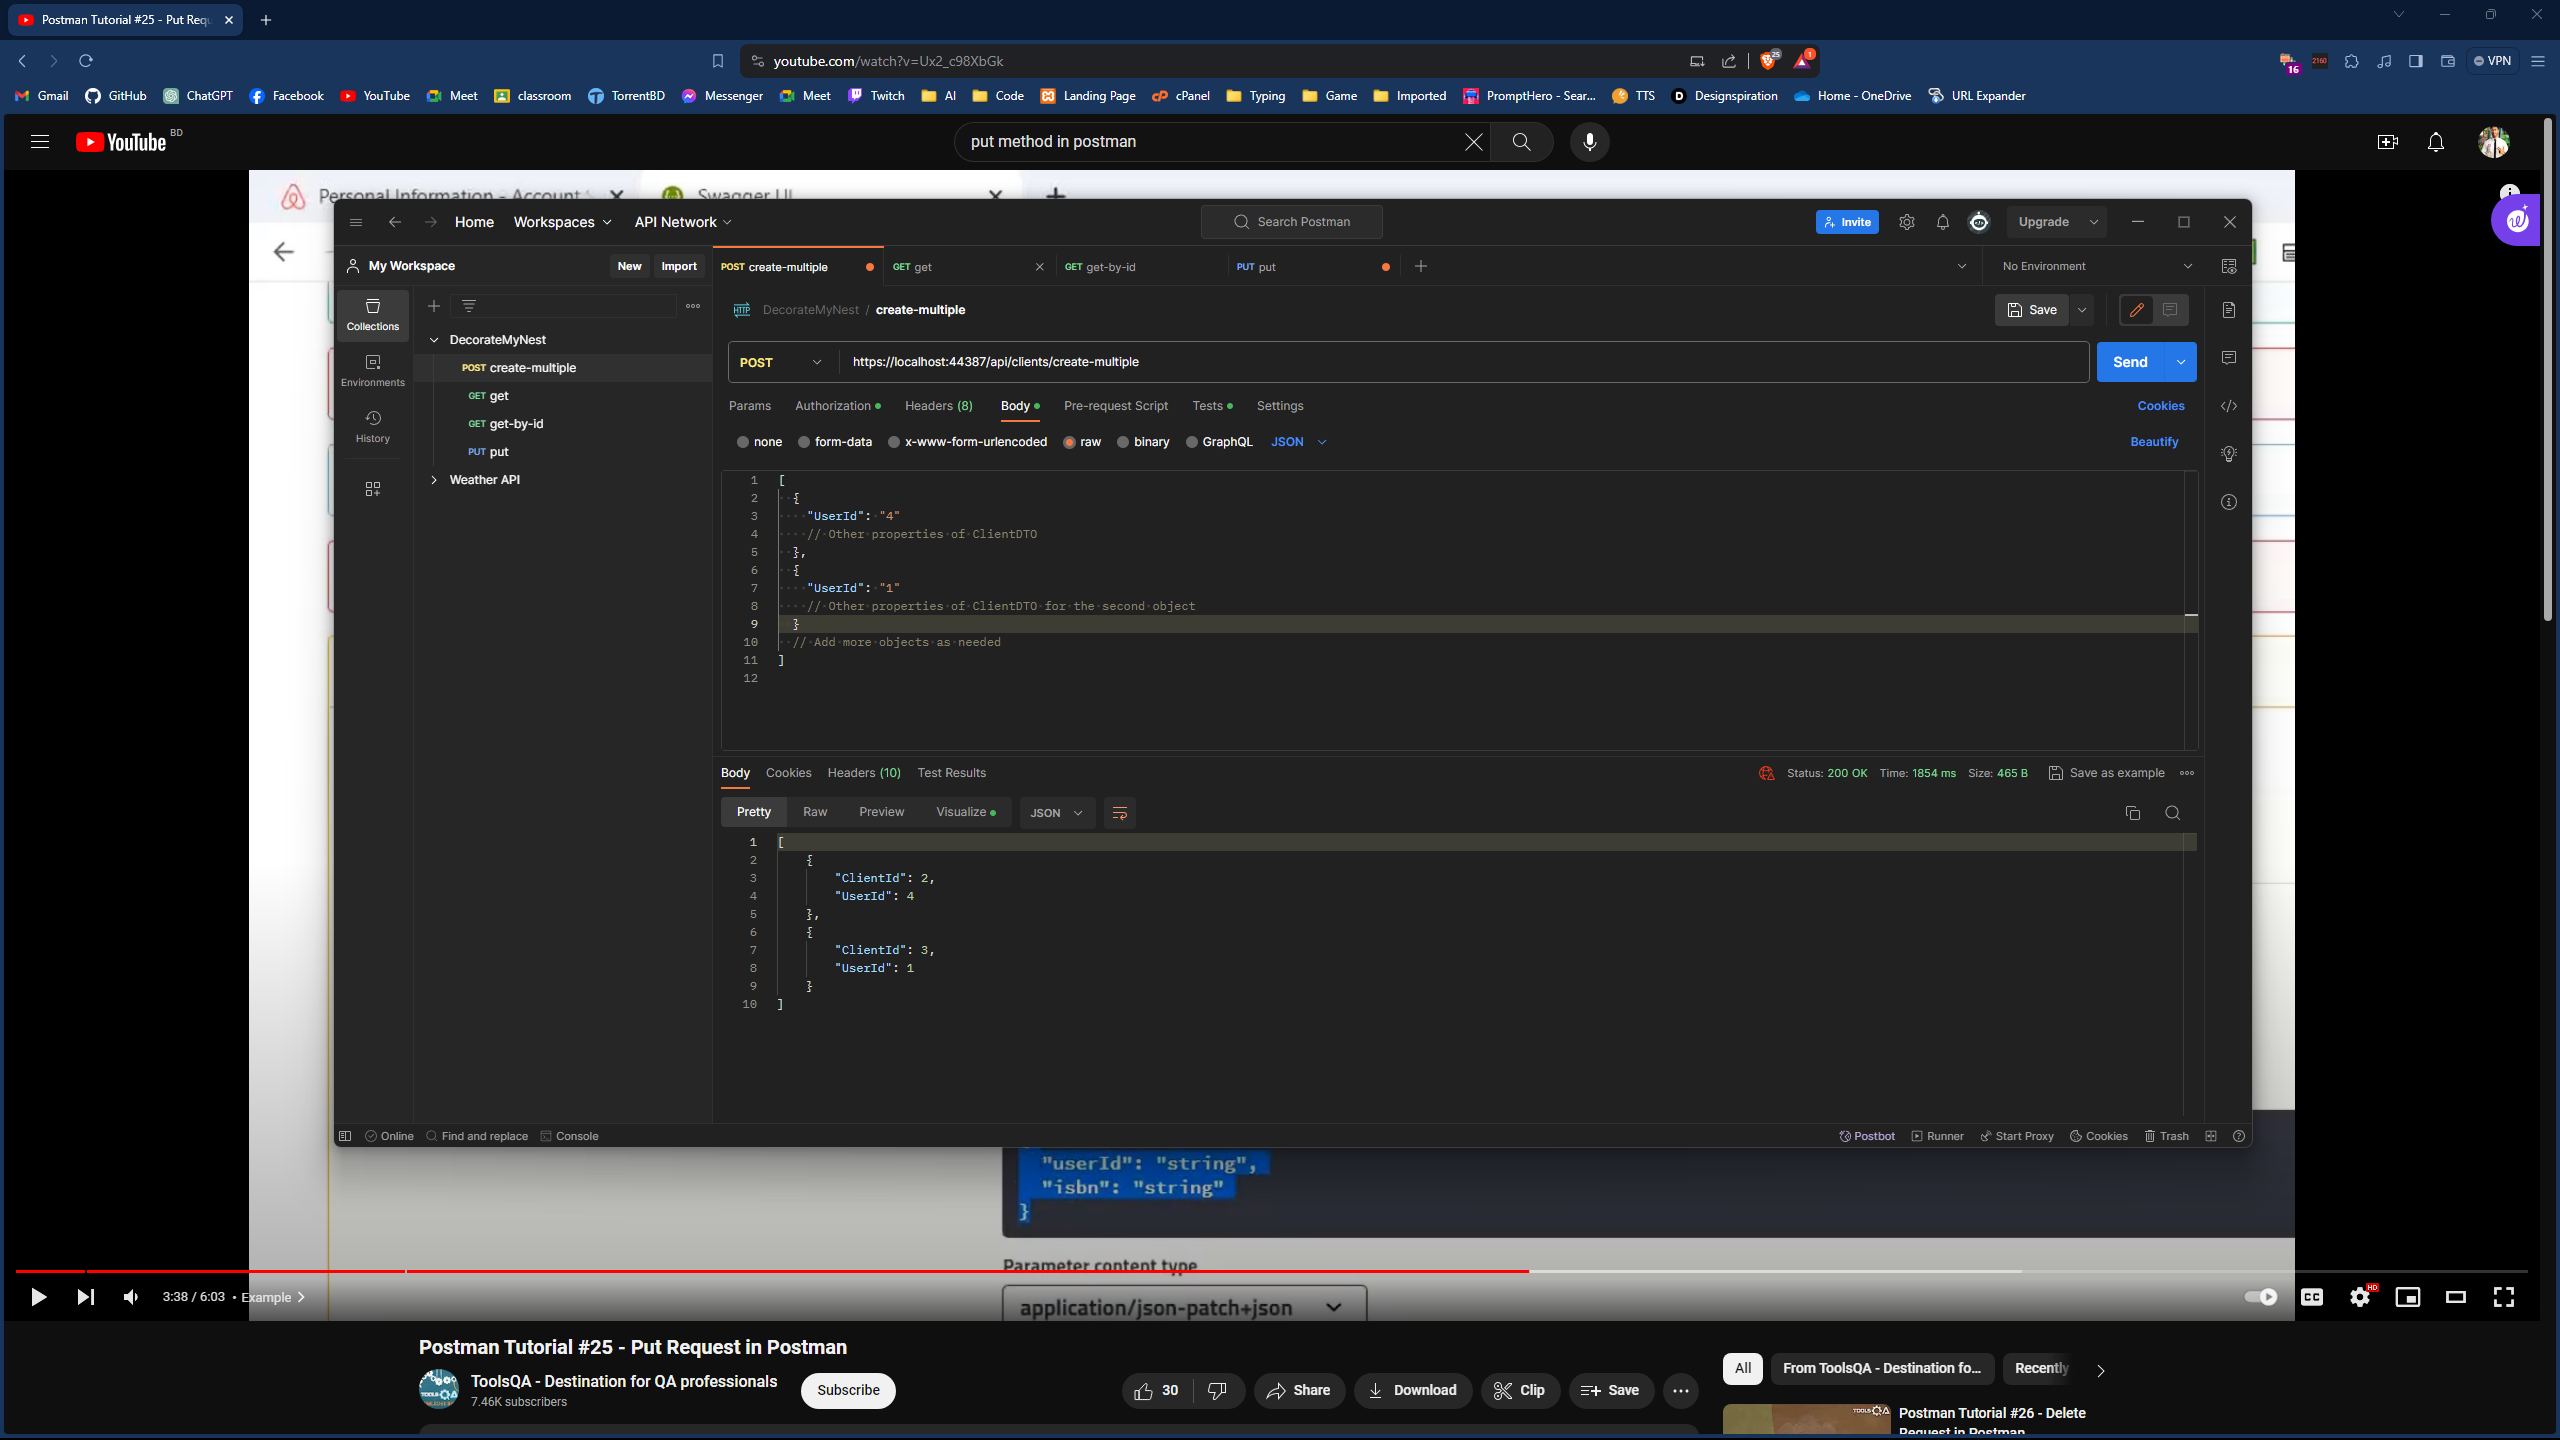 Postman Tutorial #25 - Put Requ
youtube.com/watch?v=Ux2_c98XbGk
25
1
16
2160
VPN
Gmail GitHub ChatGPT Facebook YouTube Meet classroom TorrentBD Messenger Meet Twitch AI Code Landing Page cPanel Typing Game Imported PromptHero - Sear... TTS Designspiration Home - OneDrive URL Expander
YouTube BD
put method in postman
Personal Information - Account
Swagger UI
Home Workspaces API Network
Search Postman
Invite
Upgrade
My Workspace
New Import
POST create-multiple GET get GET get-by-id PUT put
No Environment
Collections
Environments
History
DecorateMyNest
POST create-multiple
GET get
GET get-by-id
PUT put
Weather API
HTTP DecorateMyNest / create-multiple
Save
POST https://localhost:44387/api/clients/create-multiple
Send
Params Authorization Headers (8) Body Pre-request Script Tests Settings
Cookies
none form-data x-www-form-urlencoded raw binary GraphQL JSON
Beautify
1 [
2 {
3 "UserId": "4"
4 // Other properties of ClientDTO
5 },
6 {
7 "UserId": "1"
8 // Other properties of ClientDTO for the second object
9 }
10 // Add more objects as needed
11 ]
12
Body Cookies Headers (10) Test Results
Status: 200 OK Time: 1854 ms Size: 465 B Save as example
Pretty Raw Preview Visualize JSON
1 [
2 {
3 "ClientId": 2,
4 "UserId": 4
5 },
6 {
7 "ClientId": 3,
8 "UserId": 1
9 }
10 ]
Online Find and replace Console
Postbot Runner Start Proxy Cookies Trash
"userId": "string",
"isbn": "string"
}
Parameter content type
application/json-patch+json
3:38 / 6:03 • Example
CC
HD
Postman Tutorial #25 - Put Request in Postman
ToolsQA - Destination for QA professionals
7.46K subscribers
Subscribe
30
Share
Download
Clip
Save
All
From ToolsQA - Destination fo...
Recently
Postman Tutorial #26 - Delete
Request in Postman
TOOLSQA